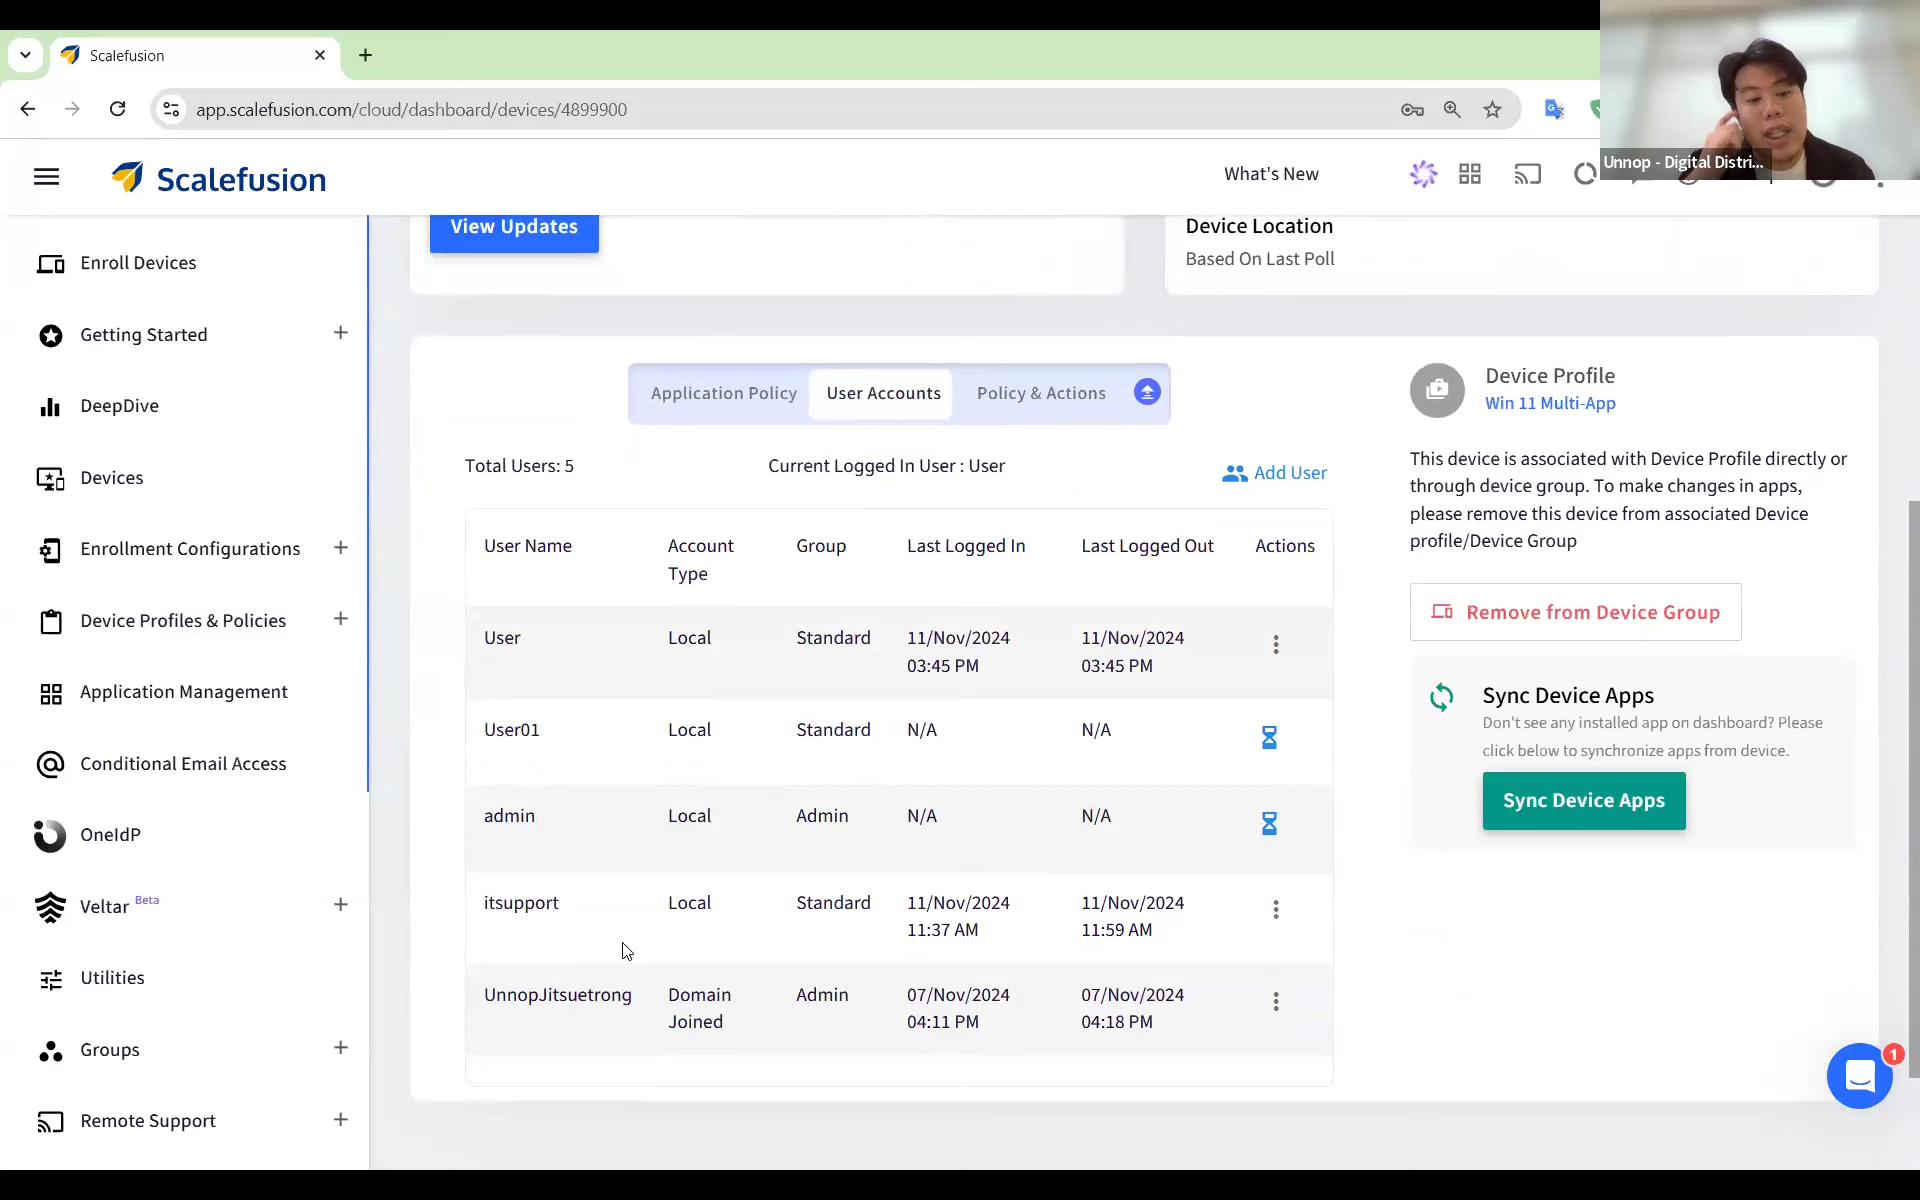 Scalefusion
app.scalefusion.com/cloud/dashboard/devices/4899900
Unnop - Digital Distri...
Scalefusion
What's New
Enroll Devices
Getting Started
DeepDive
Devices
Enrollment Configurations
Device Profiles & Policies
Application Management
Conditional Email Access
OneIdP
Veltar Beta
Utilities
Groups
Remote Support
View Updates
Device Location
Based On Last Poll
Application Policy User Accounts Policy & Actions
Total Users: 5 Current Logged In User : User Add User
User Name Account Type Group Last Logged In Last Logged Out Actions
User Local Standard 11/Nov/2024 03:45 PM 11/Nov/2024 03:45 PM
User01 Local Standard N/A N/A
admin Local Admin N/A N/A
itsupport Local Standard 11/Nov/2024 11:37 AM 11/Nov/2024 11:59 AM
UnnopJitsuetrong Domain Joined Admin 07/Nov/2024 04:11 PM 07/Nov/2024 04:18 PM
Device Profile
Win 11 Multi-App
This device is associated with Device Profile directly or
through device group. To make changes in apps,
please remove this device from associated Device
profile/Device Group
Remove from Device Group
Sync Device Apps
Don't see any installed app on dashboard? Please
click below to synchronize apps from device.
Sync Device Apps
1